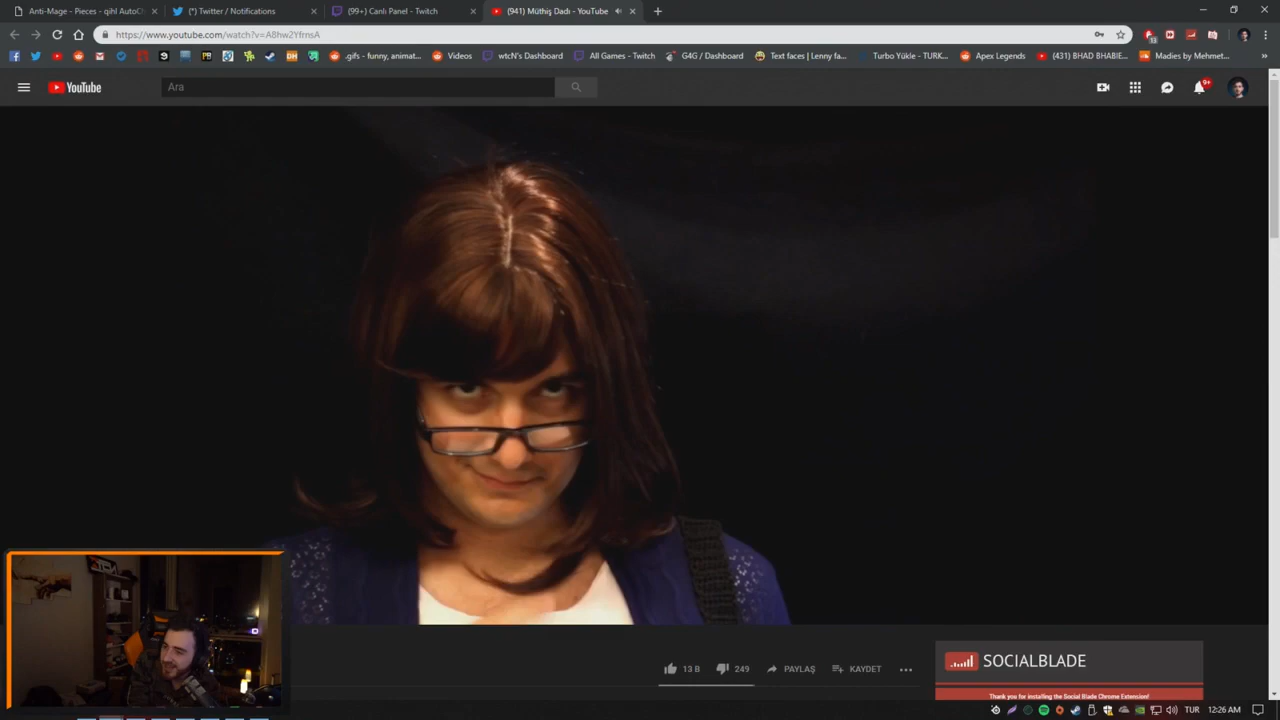 Anti-Mage - Pieces - qihl AutoCh
(*) Twitter / Notifications
(99+) Canlı Panel - Twitch
(941) Müthiş Dadı - YouTube
https://www.youtube.com/watch?v=A8hw2YfrnsA
.gifs - funny, animat...
Videos
wtcN's Dashboard
All Games - Twitch
G4G / Dashboard
Text faces | Lenny fa...
Turbo Yükle - TURK...
Apex Legends
(431) BHAD BHABIE...
Madies by Mehmet...
YouTube
Ara
9+
13 B
249
PAYLAŞ
KAYDET
SOCIALBLADE
Thank you for installing the Social Blade Chrome Extension!
TUR
12:26 AM